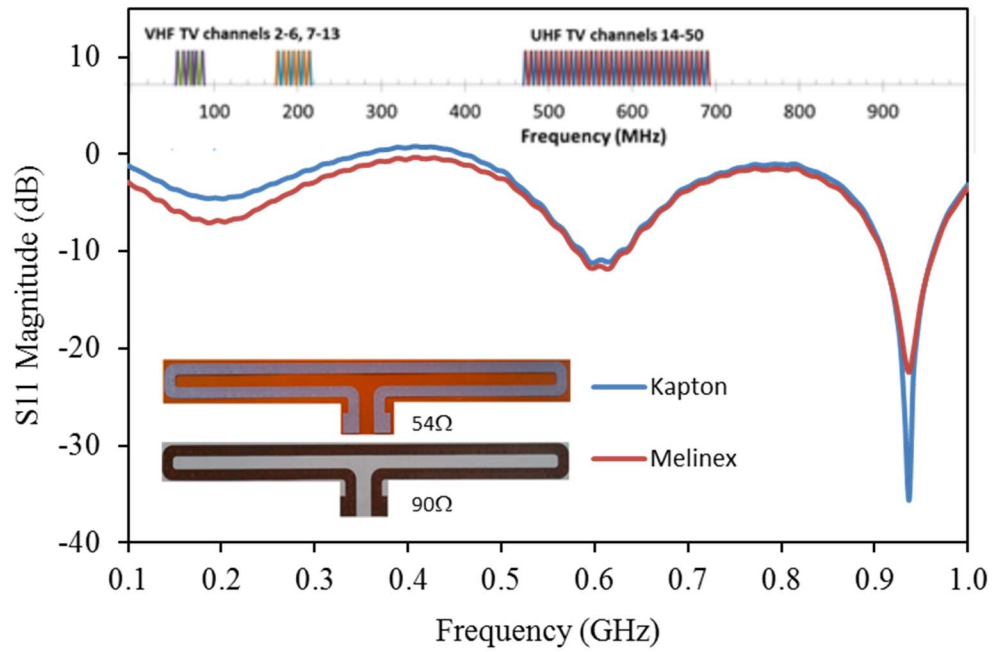 VHF TV channels 2-6, 7-13
UHF TV channels 14-50
100 200 300 400 500 600 700 800 900
Frequency (MHz)
10
0
-10
-20
-30
-40
S11 Magnitude (dB)
54Ω
90Ω
Kapton
Melinex
0.1 0.2 0.3 0.4 0.5 0.6 0.7 0.8 0.9 1.0
Frequency (GHz)